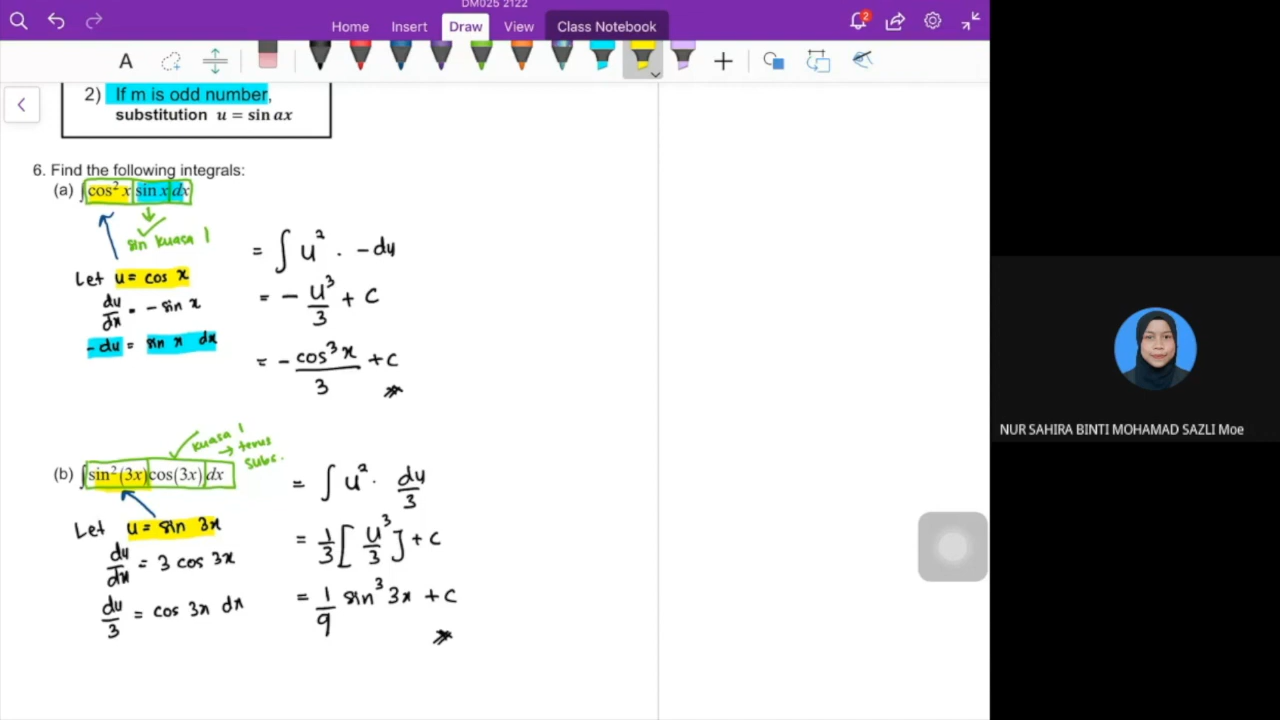 DM025 2122
Home Insert Draw View Class Notebook
2
A
2) If m is odd number,
substitution u = sin ax
6. Find the following integrals:
(a) ∫cos² x sin x dx
sin kuasa 1
Let u = cos x
du/dx = - sin x
-du = sin x dx
= ∫ u² . -du
= - u³/3 + c
= - cos³x/3 + c
(b) ∫sin²(3x)cos(3x)dx
kuasa 1
→ terus
subs.
Let u = sin 3x
du/dx = 3 cos 3x
du/3 = cos 3x dx
= ∫ u² . du/3
= 1/3 [u³/3] + c
= 1/9 sin³ 3x + c
NUR SAHIRA BINTI MOHAMAD SAZLI Moe